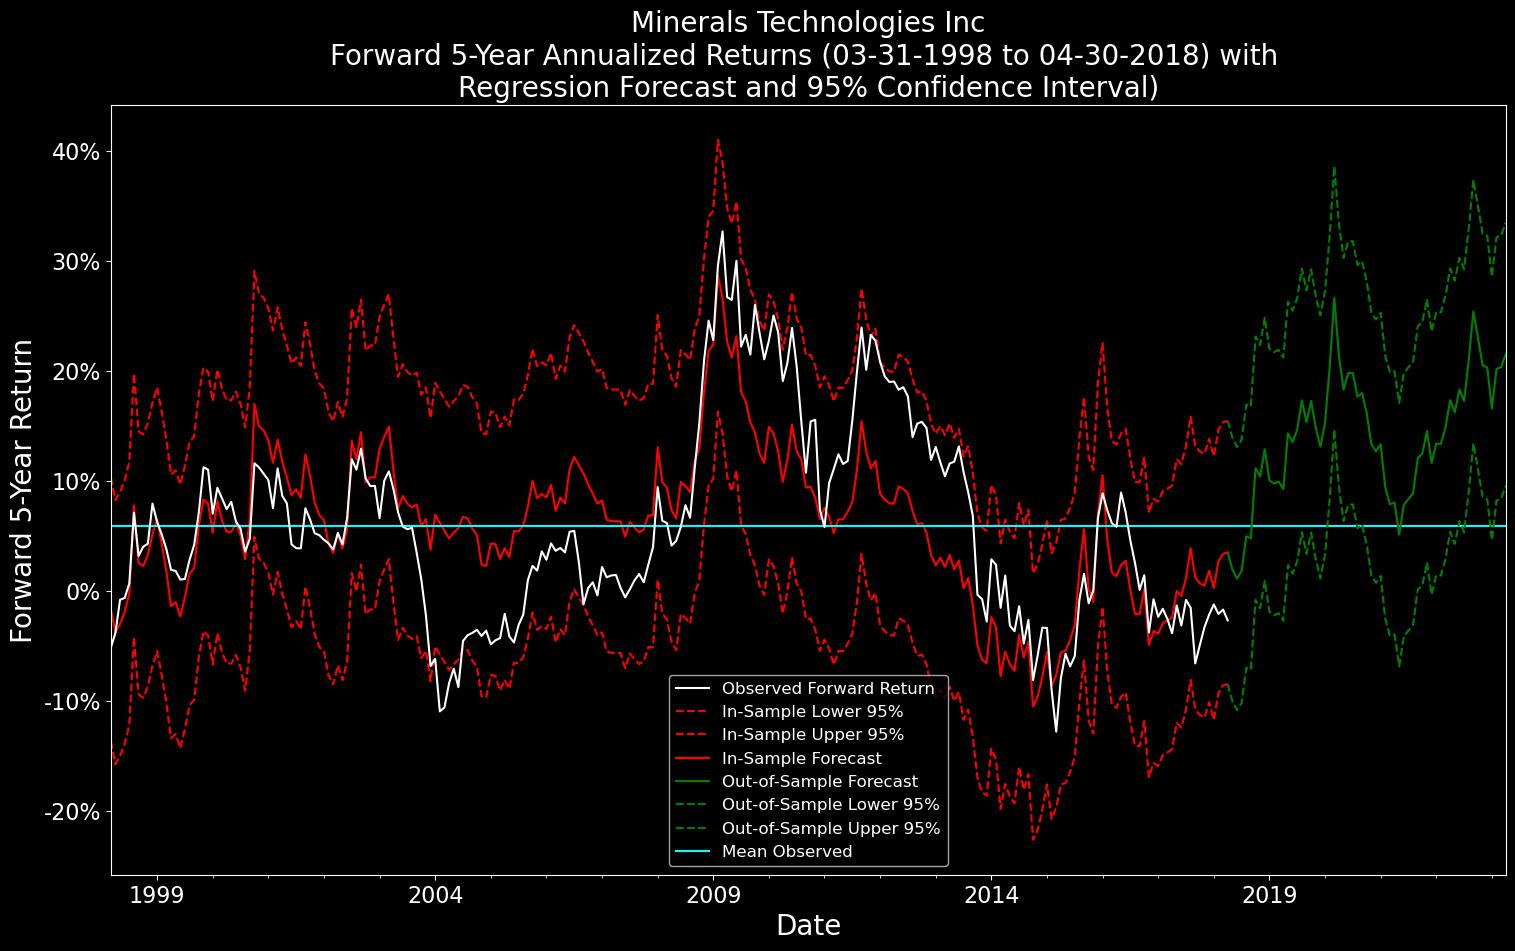 Minerals Technologies Inc
Forward 5-Year Annualized Returns (03-31-1998 to 04-30-2018) with
Regression Forecast and 95% Confidence Interval)
Forward 5-Year Return
40%
30%
20%
10%
0%
-10%
-20%
Observed Forward Return
In-Sample Lower 95%
In-Sample Upper 95%
In-Sample Forecast
Out-of-Sample Forecast
Out-of-Sample Lower 95%
Out-of-Sample Upper 95%
Mean Observed
1999
2004
2009
2014
2019
Date